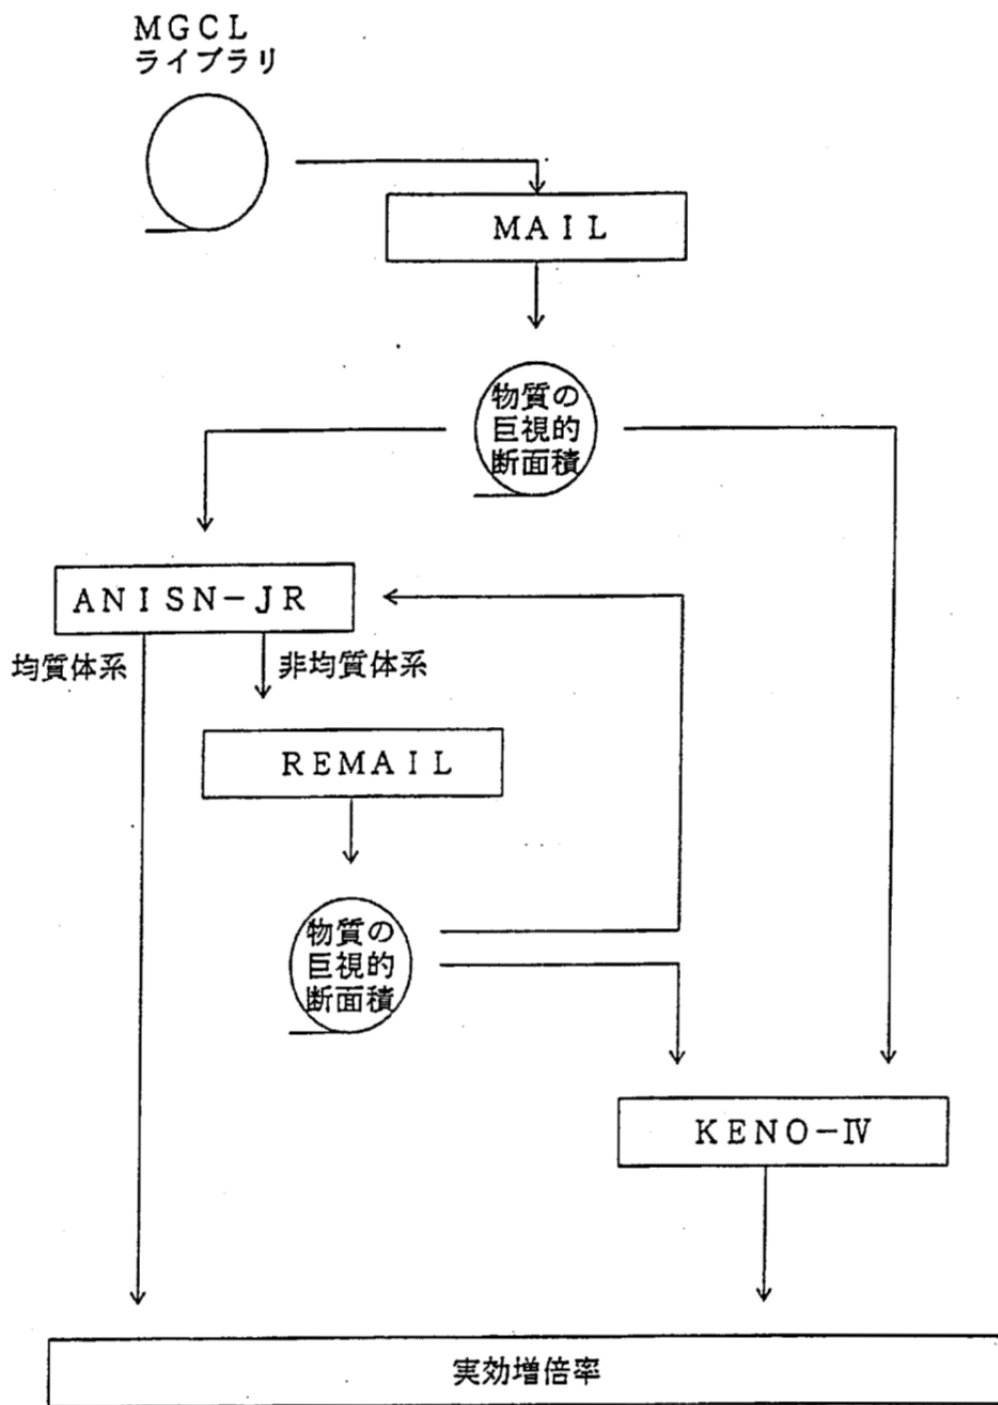 MGCL
ライブラリ
MAIL
物質の
巨視的
断面積
ANISN-JR
均質体系
非均質体系
REMAIL
物質の
巨視的
断面積
KENO-Ⅳ
実効増倍率